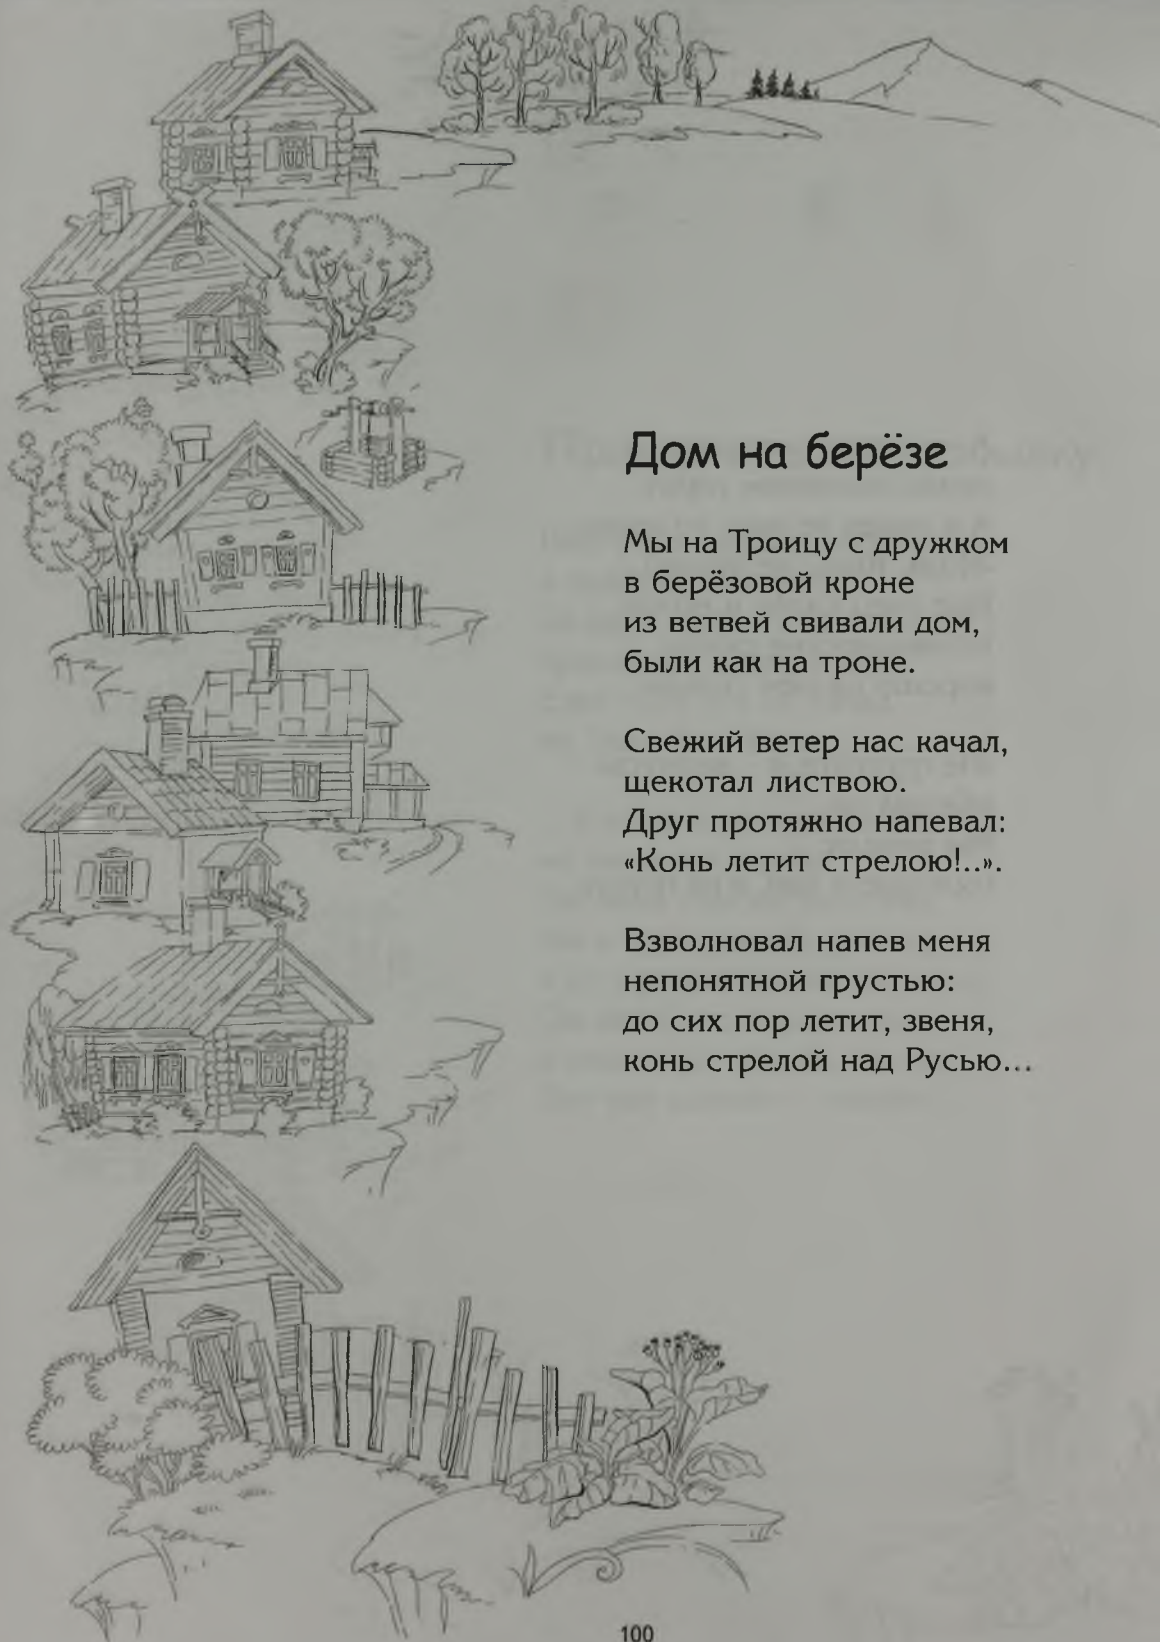 Дом на берёзе
Мы на Троицу с дружком
в берёзовой кроне
из ветвей свивали дом,
были как на троне.
Свежий ветер нас качал,
щекотал листвою.
Друг протяжно напевал:
«Конь летит стрелою!..».
Взволновал напев меня
непонятной грустью:
до сих пор летит, звеня,
конь стрелой над Русью...
100